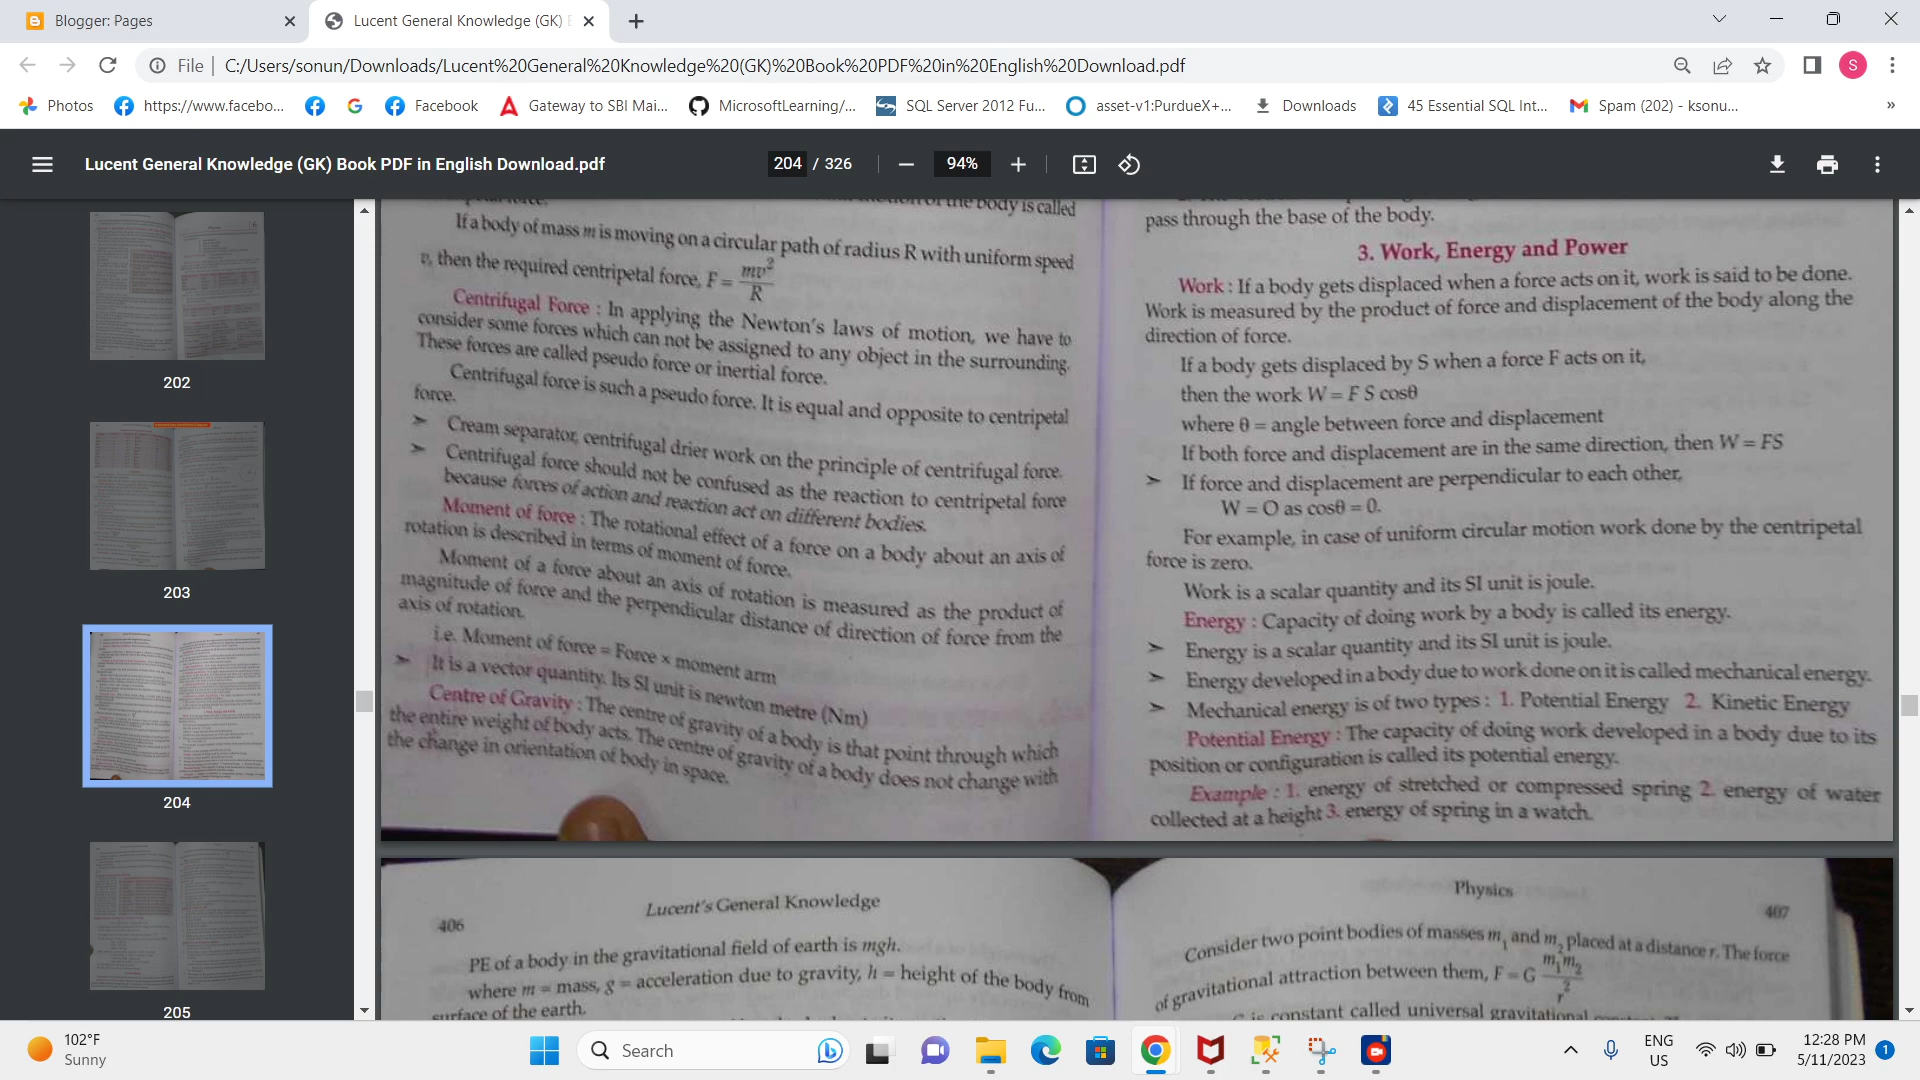 Blogger: Pages
Lucent General Knowledge (GK)
File
C:/Users/sonun/Downloads/Lucent%20General%20Knowledge%20(GK)%20Book%20PDF%20in%20English%20Download.pdf
S
Photos
https://www.facebo...
Facebook
Gateway to SBI Mai...
MicrosoftLearning/...
SQL Server 2012 Fu...
asset-v1:PurdueX+...
Downloads
45 Essential SQL Int...
Spam (202) - ksonu...
»
Lucent General Knowledge (GK) Book PDF in English Download.pdf
204 / 326
94%
202
203
204
205
of the body is called
If a body of mass m is moving on a circular path of radius R with uniform speed
v, then the required centripetal force, F = mv²/R
Centrifugal Force : In applying the Newton's laws of motion, we have to
consider some forces which can not be assigned to any object in the surrounding.
These forces are called pseudo force or inertial force.
Centrifugal force is such a pseudo force. It is equal and opposite to centripetal
force.
➤ Cream separator, centrifugal drier work on the principle of centrifugal force.
➤ Centrifugal force should not be confused as the reaction to centripetal force
because forces of action and reaction act on different bodies.
Moment of force : The rotational effect of a force on a body about an axis of
rotation is described in terms of moment of force.
Moment of a force about an axis of rotation is measured as the product of
magnitude of force and the perpendicular distance of direction of force from the
axis of rotation.
i.e. Moment of force = Force × moment arm
➤ It is a vector quantity. Its SI unit is newton metre (Nm)
Centre of Gravity : The centre of gravity of a body is that point through which
the entire weight of body acts. The centre of gravity of a body does not change with
the change in orientation of body in space.
pass through the base of the body.
3. Work, Energy and Power
Work : If a body gets displaced when a force acts on it, work is said to be done.
Work is measured by the product of force and displacement of the body along the
direction of force.
If a body gets displaced by S when a force F acts on it,
then the work W = F S cosθ
where θ = angle between force and displacement
If both force and displacement are in the same direction, then W = FS
➤ If force and displacement are perpendicular to each other,
W = O as cosθ = 0.
For example, in case of uniform circular motion work done by the centripetal
force is zero.
Work is a scalar quantity and its SI unit is joule.
Energy : Capacity of doing work by a body is called its energy.
➤ Energy is a scalar quantity and its SI unit is joule.
➤ Energy developed in a body due to work done on it is called mechanical energy.
➤ Mechanical energy is of two types : 1. Potential Energy 2. Kinetic Energy
Potential Energy : The capacity of doing work developed in a body due to its
position or configuration is called its potential energy.
Example : 1. energy of stretched or compressed spring 2. energy of water
collected at a height 3. energy of spring in a watch.
406
Lucent's General Knowledge
PE of a body in the gravitational field of earth is mgh.
where m = mass, g = acceleration due to gravity, h = height of the body from
surface of the earth.
Physics
407
Consider two point bodies of masses m₁ and m₂ placed at a distance r. The force
of gravitational attraction between them, F = G m₁m₂/r²
is constant called universal gravitational
102°F
Sunny
Search
ENG
US
12:28 PM
5/11/2023
1